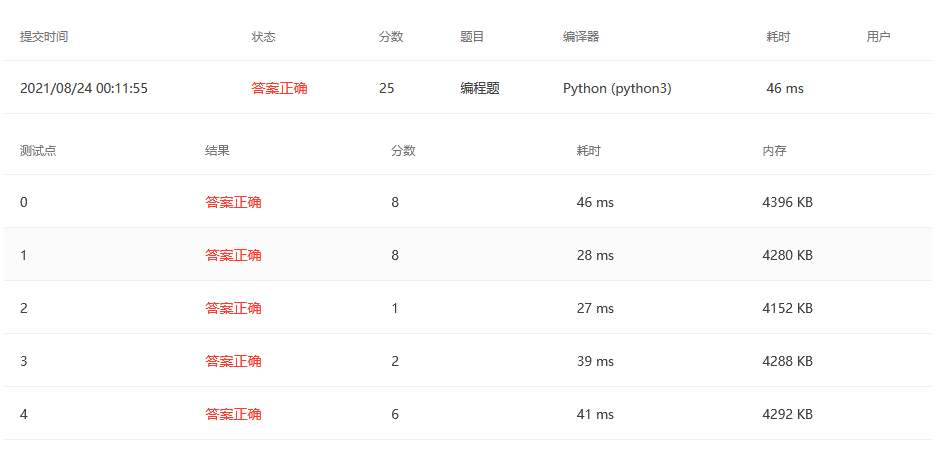 提交时间 状态 分数 题目 编译器 耗时 用户
2021/08/24 00:11:55 答案正确 25 编程题 Python (python3) 46 ms
测试点 结果 分数 耗时 内存
0 答案正确 8 46 ms 4396 KB
1 答案正确 8 28 ms 4280 KB
2 答案正确 1 27 ms 4152 KB
3 答案正确 2 39 ms 4288 KB
4 答案正确 6 41 ms 4292 KB